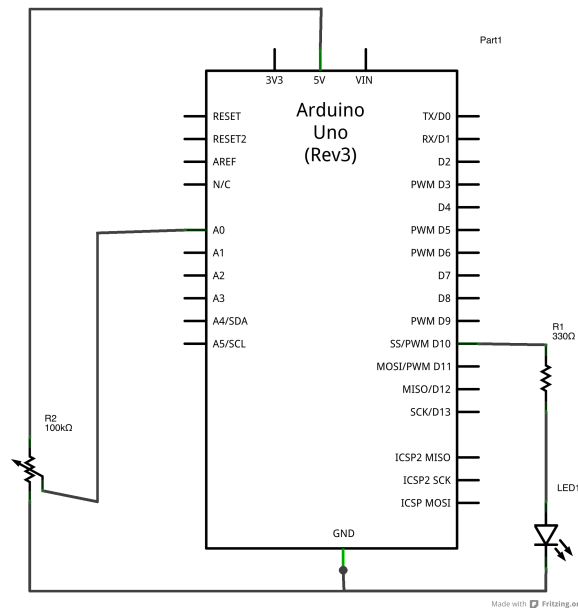 Part1
3V3 5V VIN
Arduino
Uno
(Rev3)
RESET TX/D0
RESET2 RX/D1
AREF D2
N/C PWM D3
D4
A0 PWM D5
A1 PWM D6
A2 D7
A3 D8
A4/SDA PWM D9
A5/SCL SS/PWM D10
R1
330Ω
MOSI/PWM D11
MISO/D12
SCK/D13
R2
100kΩ
ICSP2 MISO
ICSP2 SCK
ICSP MOSI
LED1
GND
Made with Fritzing.or